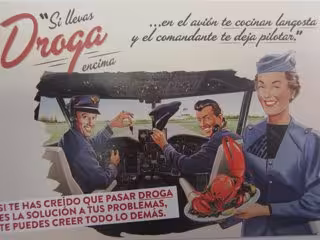 "Si llevas
Droga
encima
...en el avión te cocinan langosta
y el comandante te deja pilotar."
SI TE HAS CREÍDO QUE PASAR DROGA
ES LA SOLUCIÓN A TUS PROBLEMAS,
TE PUEDES CREER TODO LO DEMÁS.